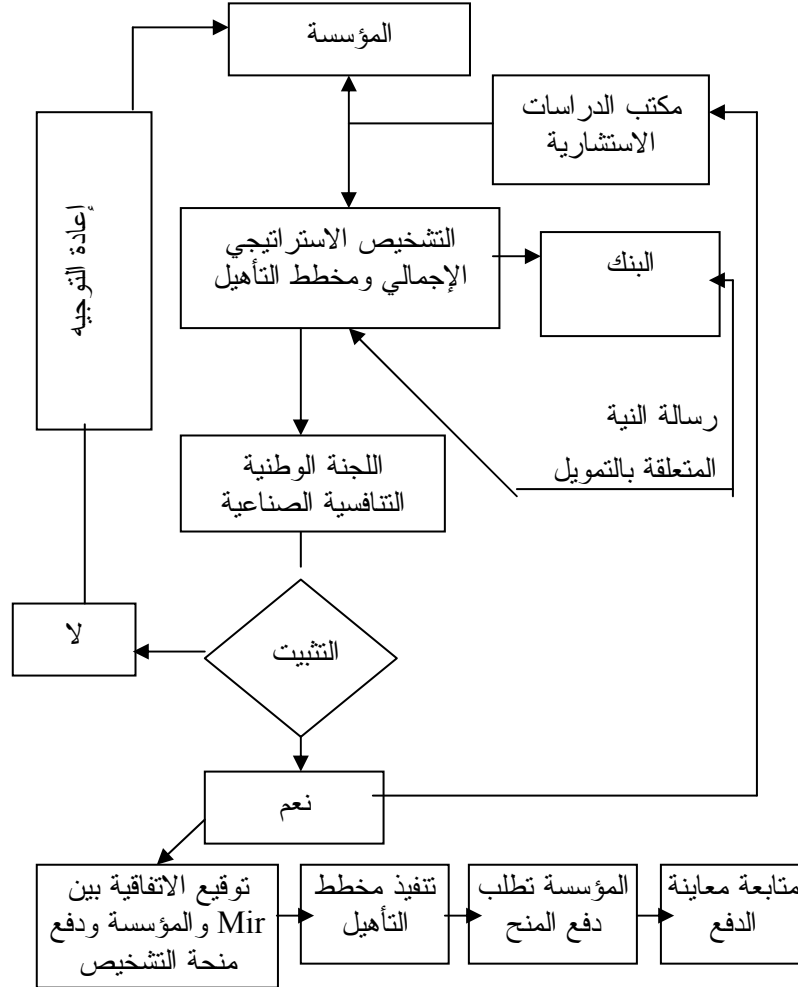 المؤسسة
مكتب الدراسات
الاستشارية
إعادة التوجيه
التشخيص الاستراتيجي
الإجمالي ومخطط التأهيل
البنك
رسالة النية
المتعلقة بالتمويل
اللجنة الوطنية
التنافسية الصناعية
لا
التثبيت
نعم
توقيع الاتفاقية بين
Mir والمؤسسة ودفع
منحة التشخيص
تنفيذ مخطط
التأهيل
المؤسسة تطلب
دفع المنح
متابعة معاينة
الدفع